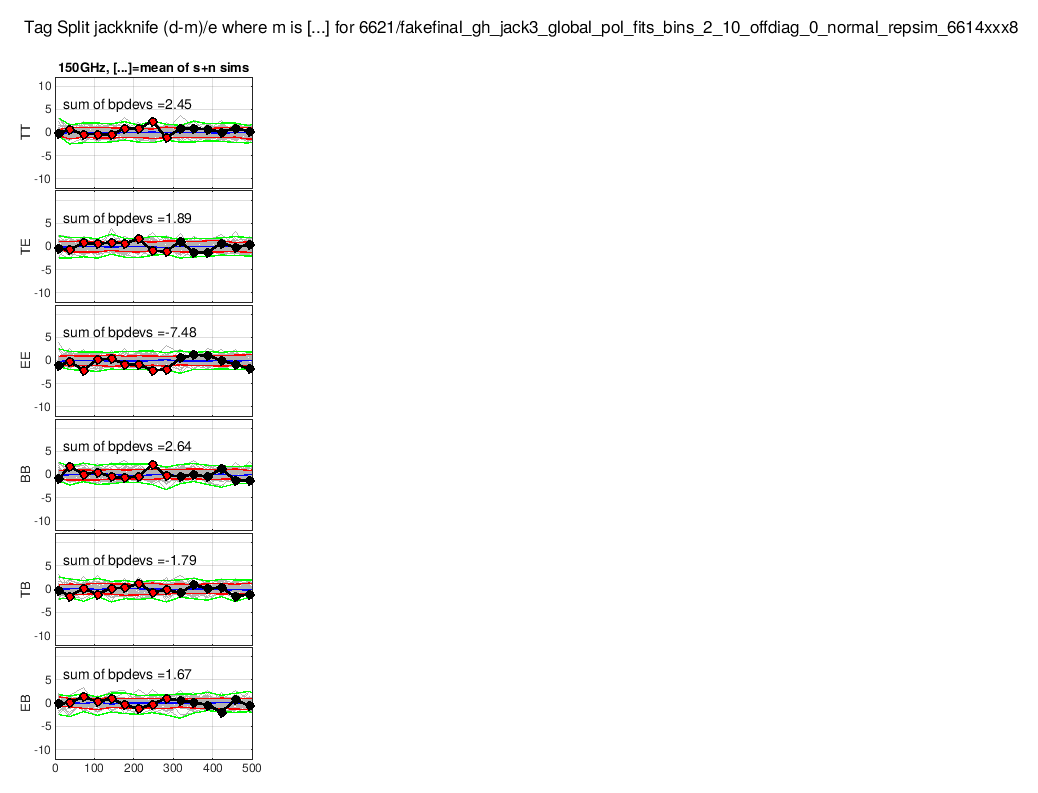 Tag Split jackknife (d-m)/e where m is [...] for 6621/fakefinal_gh_jack3_global_pol_fits_bins_2_10_offdiag_0_normal_repsim_6614xxx8
150GHz, [...]=mean of s+n sims
10
sum of bpdevs =2.45
5
TT
0
-5
-10
sum of bpdevs =1.89
5
TE
0
-5
-10
sum of bpdevs =-7.48
5
EE
0
-5
-10
sum of bpdevs =2.64
5
BB
0
-5
-10
sum of bpdevs =-1.79
5
TB
0
-5
-10
sum of bpdevs =1.67
5
EB
0
-5
-10
0 100 200 300 400 500